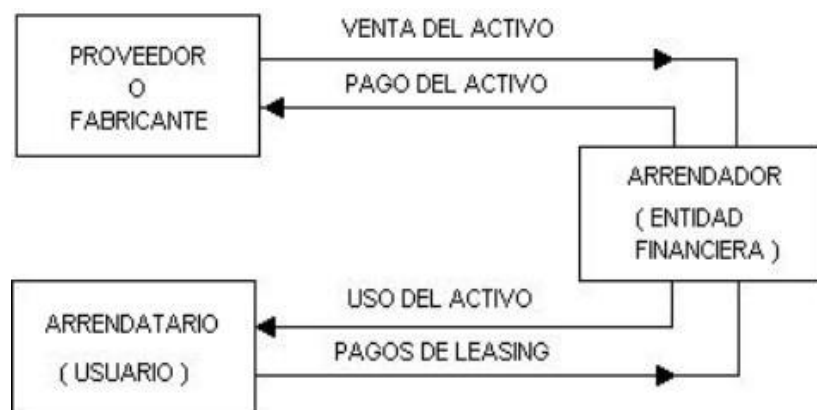 VENTA DEL ACTIVO
PROVEEDOR
O
FABRICANTE
PAGO DEL ACTIVO
ARRENDADOR
( ENTIDAD
FINANCIERA )
USO DEL ACTIVO
ARRENDATARIO
( USUARIO )
PAGOS DE LEASING